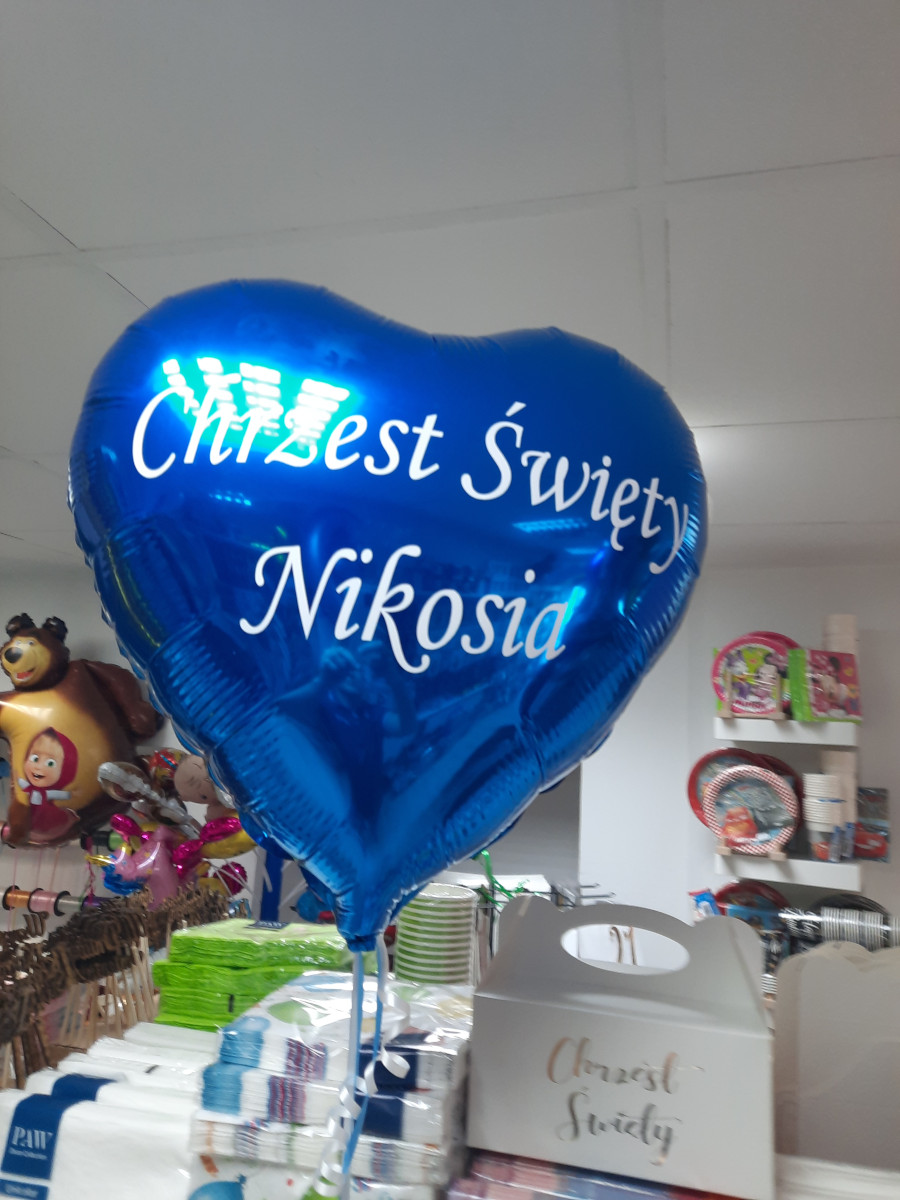 Chrzest Święty
Nikosia
Chrzest
Święty
PAW